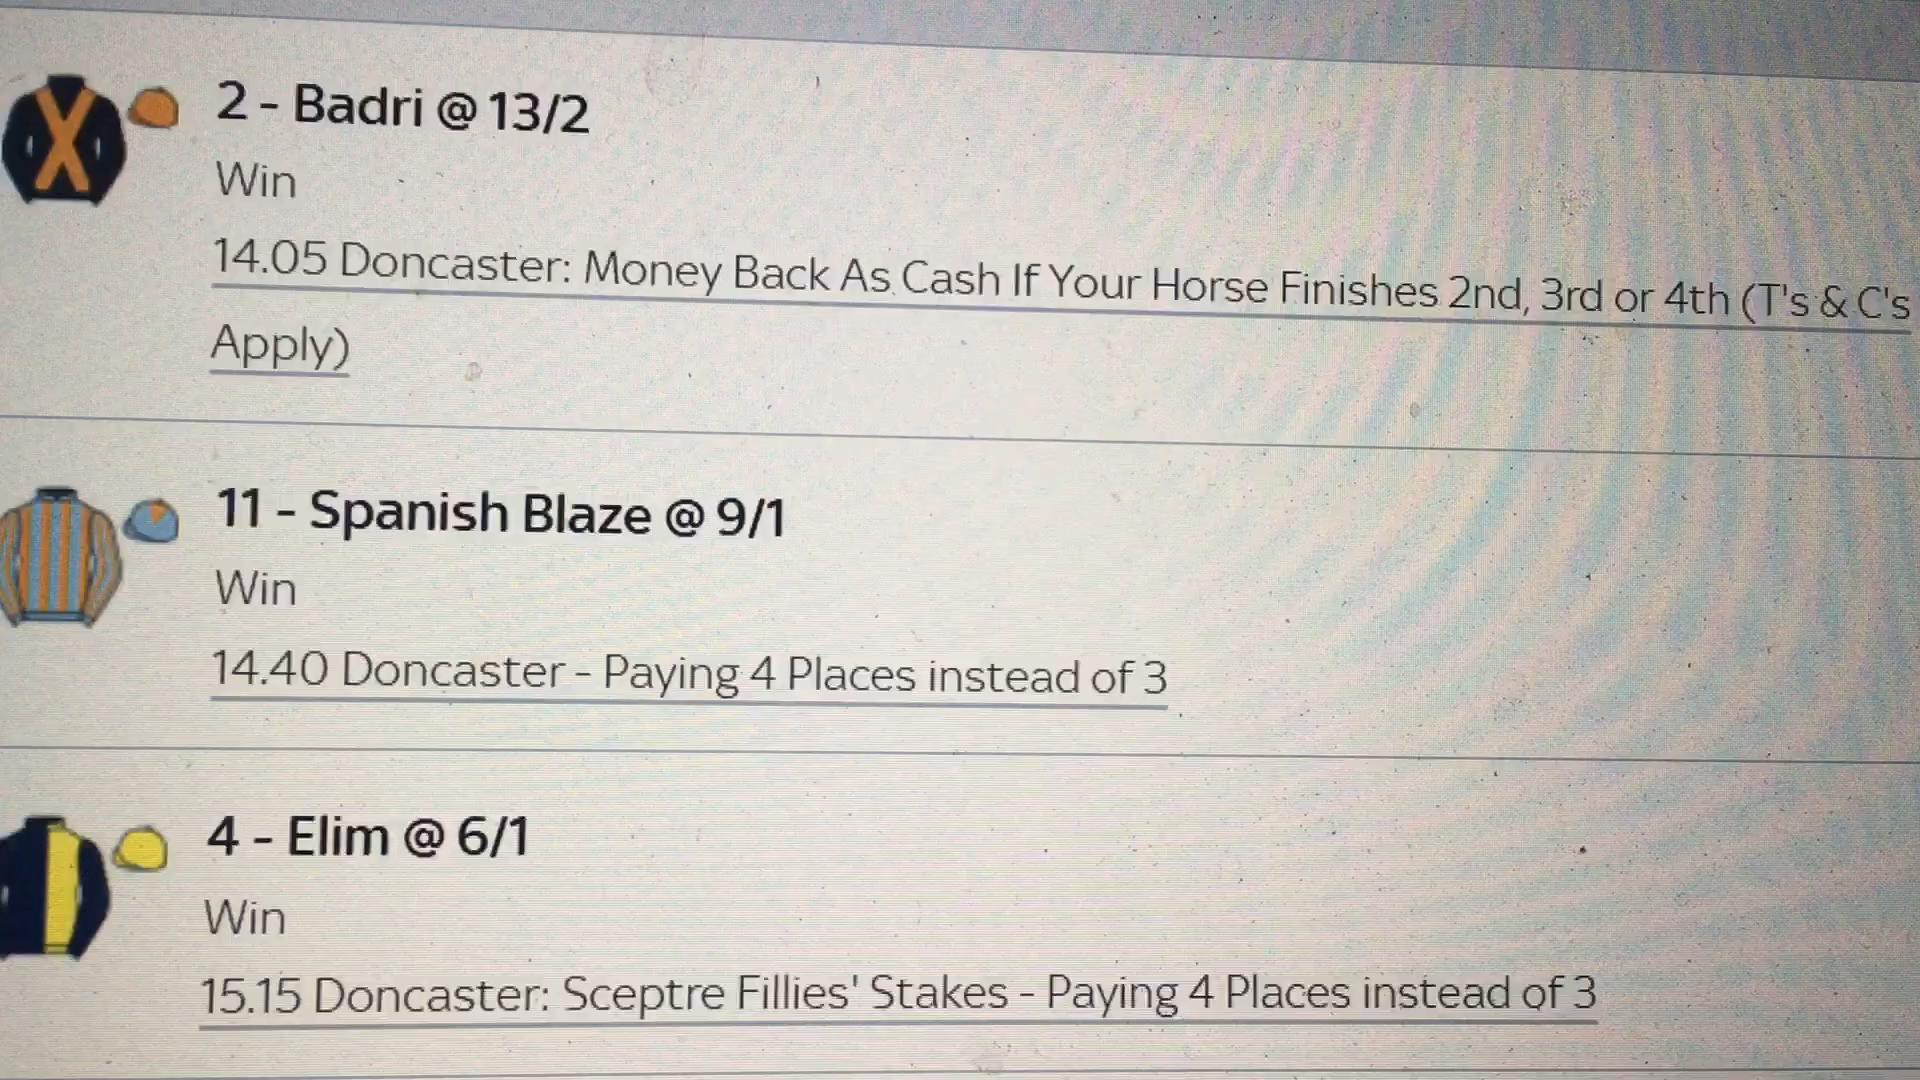 2 - Badri @ 13/2
Win
14.05 Doncaster: Money Back As Cash If Your Horse Finishes 2nd, 3rd or 4th (T's & C's
Apply)
11 - Spanish Blaze @ 9/1
Win
14.40 Doncaster - Paying 4 Places instead of 3
4 - Elim @ 6/1
Win
15.15 Doncaster: Sceptre Fillies' Stakes - Paying 4 Places instead of 3